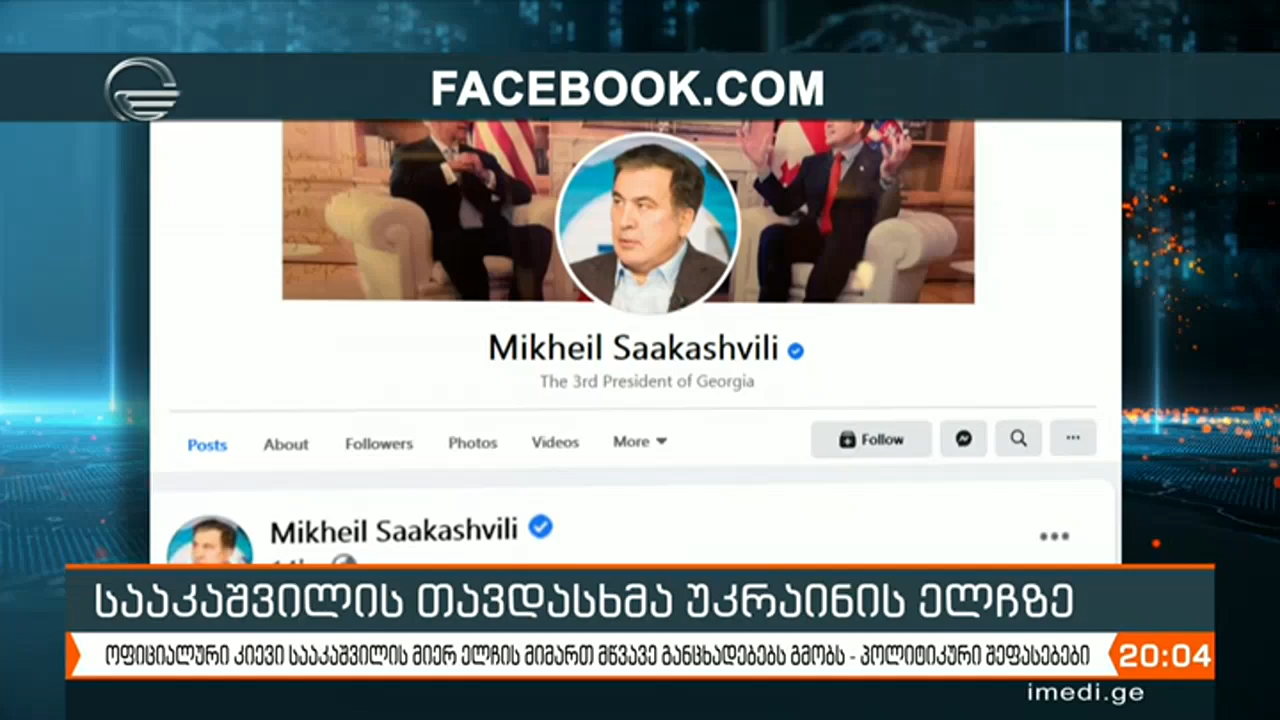 FACEBOOK.COM
Mikheil Saakashvili
The 3rd President of Georgia
Posts About Followers Photos Videos More Follow
Mikheil Saakashvili
სააკაშვილის თავდასხმა უკრაინის ელჩზე
ოფიციალური კიევი სააკაშვილის მიერ ელჩის მიმართ მწვავე განცხადებებს გმობს - პოლიტიკური შეფასებები 20:04
imedi.ge